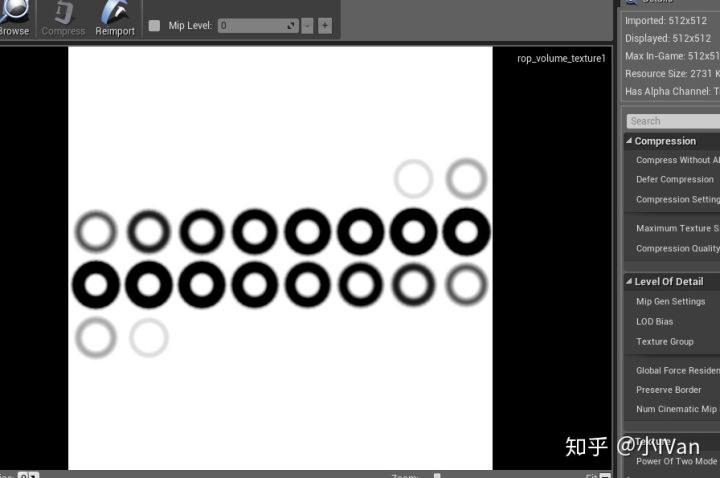 Browse
Compress
Reimport
Mip Level:
0
-
+
rop_volume_texture1
Details
Imported: 512x512
Displayed: 512x512
Max In-Game: 512x51
Resource Size: 2731 K
Has Alpha Channel: T
Search
Compression
Compress Without Al
Defer Compression
Compression Setting
Maximum Texture S
Compression Quality
Level Of Detail
Mip Gen Settings
LOD Bias
Texture Group
Global Force Residen
Preserve Border
Num Cinematic Mip
Texture
Power Of Two Mode
知乎 @小IVan
Zoom:
Fit